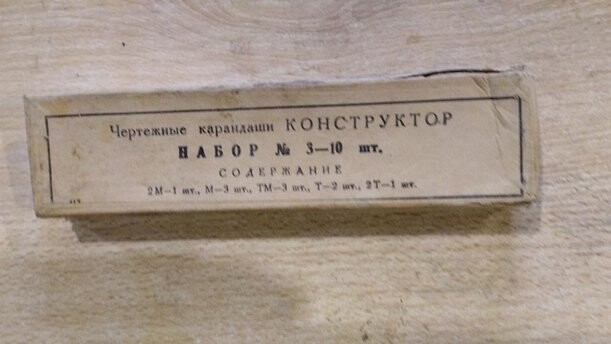 Чертежные карандаши КОНСТРУКТОР
НАБОР № 3—10 шт.
СОДЕРЖАНИЕ
2М—1 шт., М—3 шт., ТМ—3 шт., Т—2 шт., 2Т—1 шт.